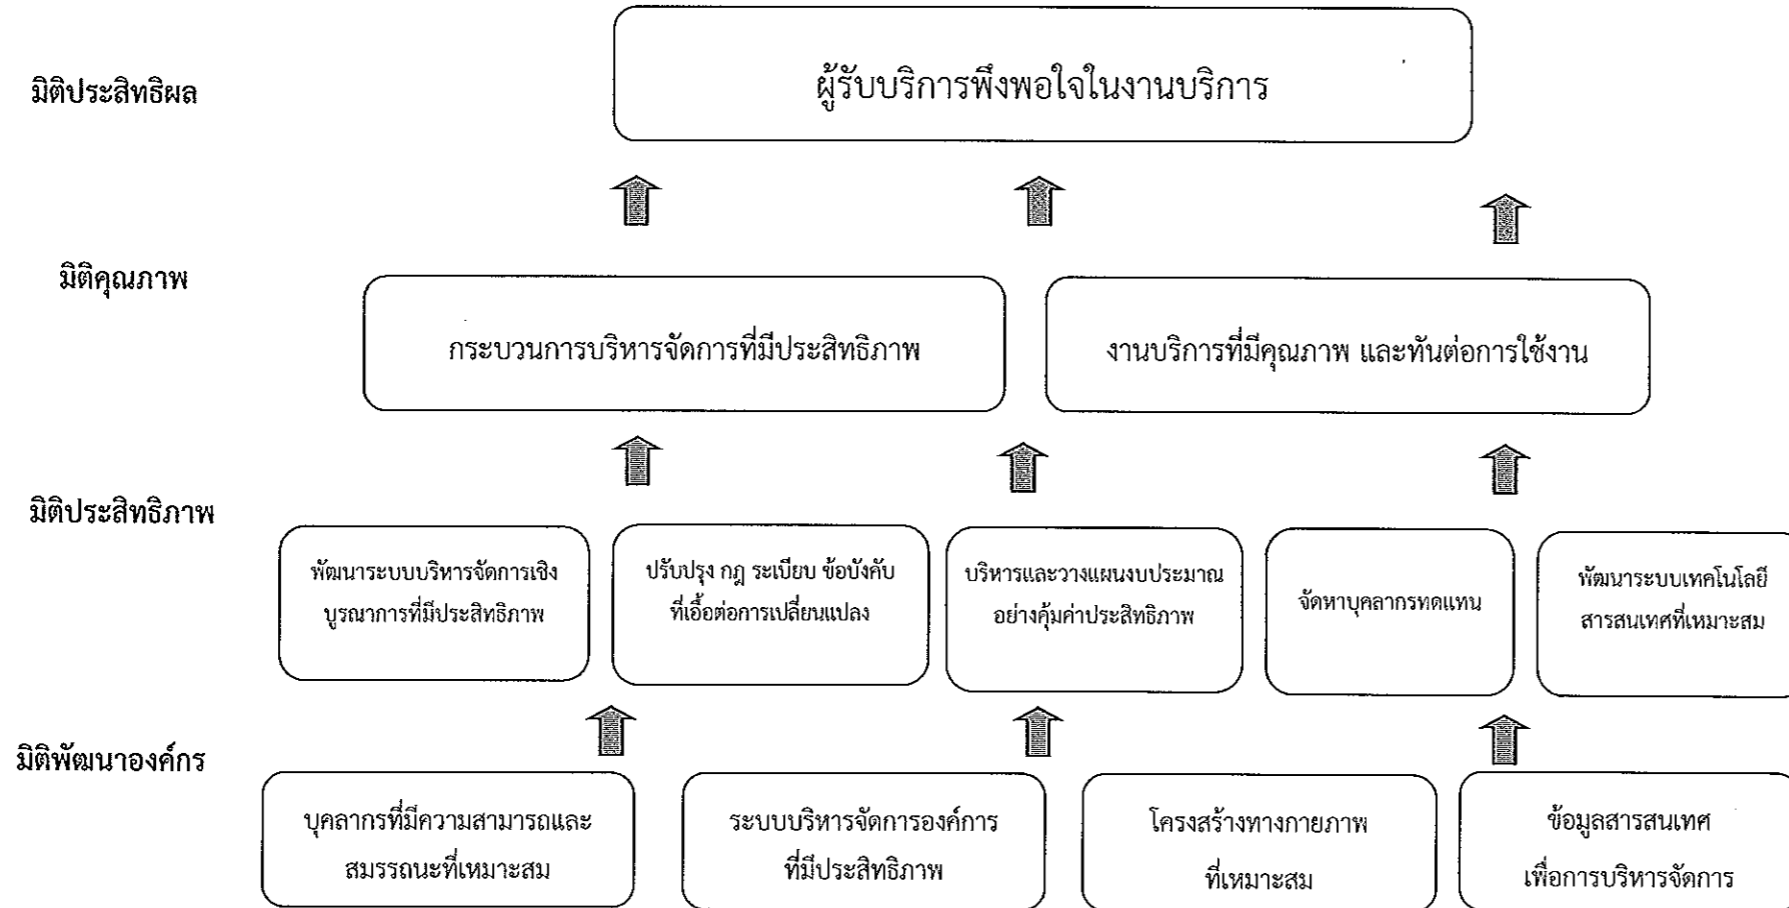 มิติประสิทธิผล
ผู้รับบริการพึงพอใจในงานบริการ
มิติคุณภาพ
กระบวนการบริหารจัดการที่มีประสิทธิภาพ
งานบริการที่มีคุณภาพ และทันต่อการใช้งาน
มิติประสิทธิภาพ
พัฒนาระบบบริหารจัดการเชิง
บูรณาการที่มีประสิทธิภาพ
ปรับปรุง กฎ ระเบียบ ข้อบังคับ
ที่เอื้อต่อการเปลี่ยนแปลง
บริหารและวางแผนงบประมาณ
อย่างคุ้มค่าประสิทธิภาพ
จัดหาบุคลากรทดแทน
พัฒนาระบบเทคโนโลยี
สารสนเทศที่เหมาะสม
มิติพัฒนาองค์กร
บุคลากรที่มีความสามารถและ
สมรรถนะที่เหมาะสม
ระบบบริหารจัดการองค์การ
ที่มีประสิทธิภาพ
โครงสร้างทางกายภาพ
ที่เหมาะสม
ข้อมูลสารสนเทศ
เพื่อการบริหารจัดการ